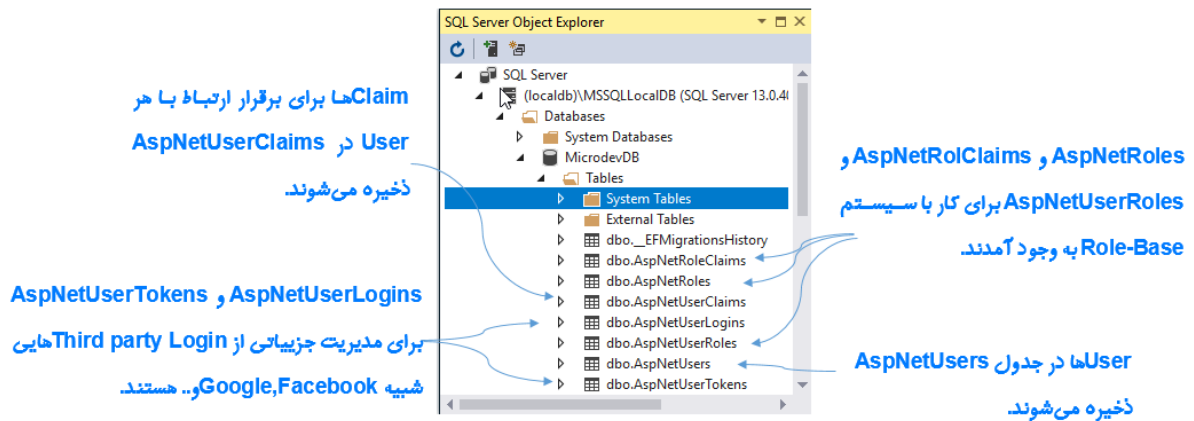 SQL Server Object Explorer
SQL Server
(localdb)\MSSQLLocalDB (SQL Server 13.0.40
Databases
System Databases
MicrodevDB
Tables
System Tables
External Tables
dbo.__EFMigrationsHistory
dbo.AspNetRoleClaims
dbo.AspNetRoles
dbo.AspNetUserClaims
dbo.AspNetUserLogins
dbo.AspNetUserRoles
dbo.AspNetUsers
dbo.AspNetUserTokens
Claimها برای برقرار ارتباط با هر
User در AspNetUserClaims
ذخیره می‌شوند.
AspNetUserLogins و AspNetUserTokens
برای مدیریت جزییاتی از Third party Loginهایی
شبیه Google,Facebookو.. هستند.
AspNetRoles و AspNetRolClaims و
AspNetUserRoles برای کار با سیستم
Role-Base به وجود آمدند.
Userها در جدول AspNetUsers
ذخیره می‌شوند.